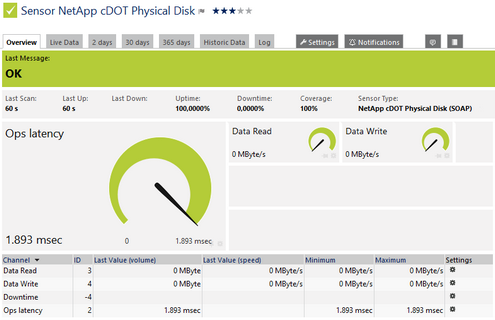 Sensor NetApp cDOT Physical Disk
Overview Live Data 2 days 30 days 365 days Historic Data Log Settings Notifications
Last Message:
OK
Last Scan: Last Up: Last Down: Uptime: Downtime: Coverage: Sensor Type:
60 s 60 s 100,0000% 0,0000% 100% NetApp cDOT Physical Disk (SOAP)
Ops latency Data Read Data Write
0 MByte/s 0 MByte/s
1.893 msec 0 1.893 msec
Channel ID Last Value (volume) Last Value (speed) Minimum Maximum Settings
Data Read 3 0 MByte 0 MByte/s 0 MByte/s 0 MByte/s
Data Write 4 0 MByte 0 MByte/s 0 MByte/s 0 MByte/s
Downtime -4
Ops latency 2 1.893 msec 1.893 msec 1.893 msec